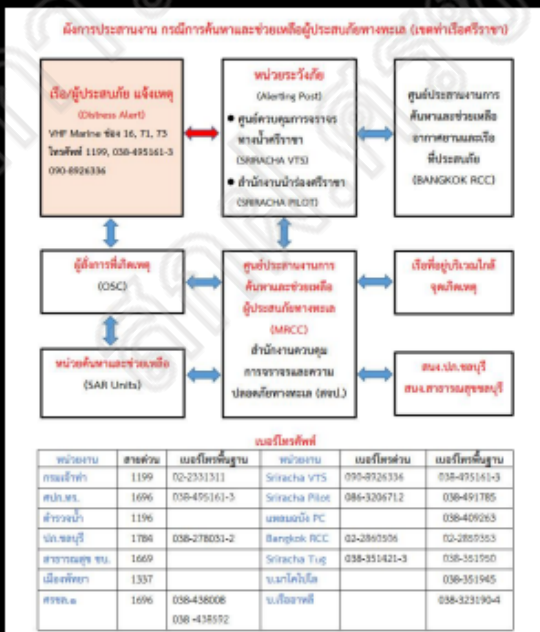 ผังการประสานงาน กรณีการค้นหาและช่วยเหลือผู้ประสบภัยทางทะเล (เขตท่าเรือศรีราชา)
เรือ/ผู้ประสบภัย แจ้งเหตุ
(Distress Alert)
VHF Marine ช่อง 16, 71, 73
โทรศัพท์ 1199, 038-495161-3
090-8926336
หน่วยระวังภัย
(Alerting Post)
● ศูนย์ควบคุมการจราจร
ทางน้ำศรีราชา
(SRIRACHA VTS)
● สำนักงานนำร่องศรีราชา
(SRIRACHA PILOT)
ศูนย์ประสานงานการ
ค้นหาและช่วยเหลือ
อากาศยานและเรือ
ที่ประสบภัย
(BANGKOK RCC)
ผู้สั่งการที่เกิดเหตุ
(OSC)
ศูนย์ประสานงานการ
ค้นหาและช่วยเหลือ
ผู้ประสบภัยทางทะเล
(MRCC)
สำนักงานควบคุม
การจราจรและความ
ปลอดภัยทางทะเล (สจป.)
เรือที่อยู่บริเวณใกล้
จุดเกิดเหตุ
หน่วยค้นหาและช่วยเหลือ
(SAR Units)
สนง.ปภ.ชลบุรี
สนง.สาธารณสุขชลบุรี
เบอร์โทรศัพท์
หน่วยงาน สายด่วน เบอร์โทรพื้นฐาน หน่วยงาน เบอร์โทรด่วน เบอร์โทรพื้นฐาน
กรมเจ้าท่า 1199 02-2331311 Sriracha VTS 090-8926336 038-495161-3
ศปก.ทร. 1696 038-495161-3 Sriracha Pilot 086-3206712 038-491785
ตำรวจน้ำ 1196 แหลมฉบัง PC 038-409263
ปภ.ชลบุรี 1784 038-278031-2 Bangkok RCC 02-2860506
สาธารณสุข ชบ. 1669 Sriracha Tug 038-351421-3
เมืองพัทยา 1337 038-351945
1696 038-438008 038-323190-4
038-438592